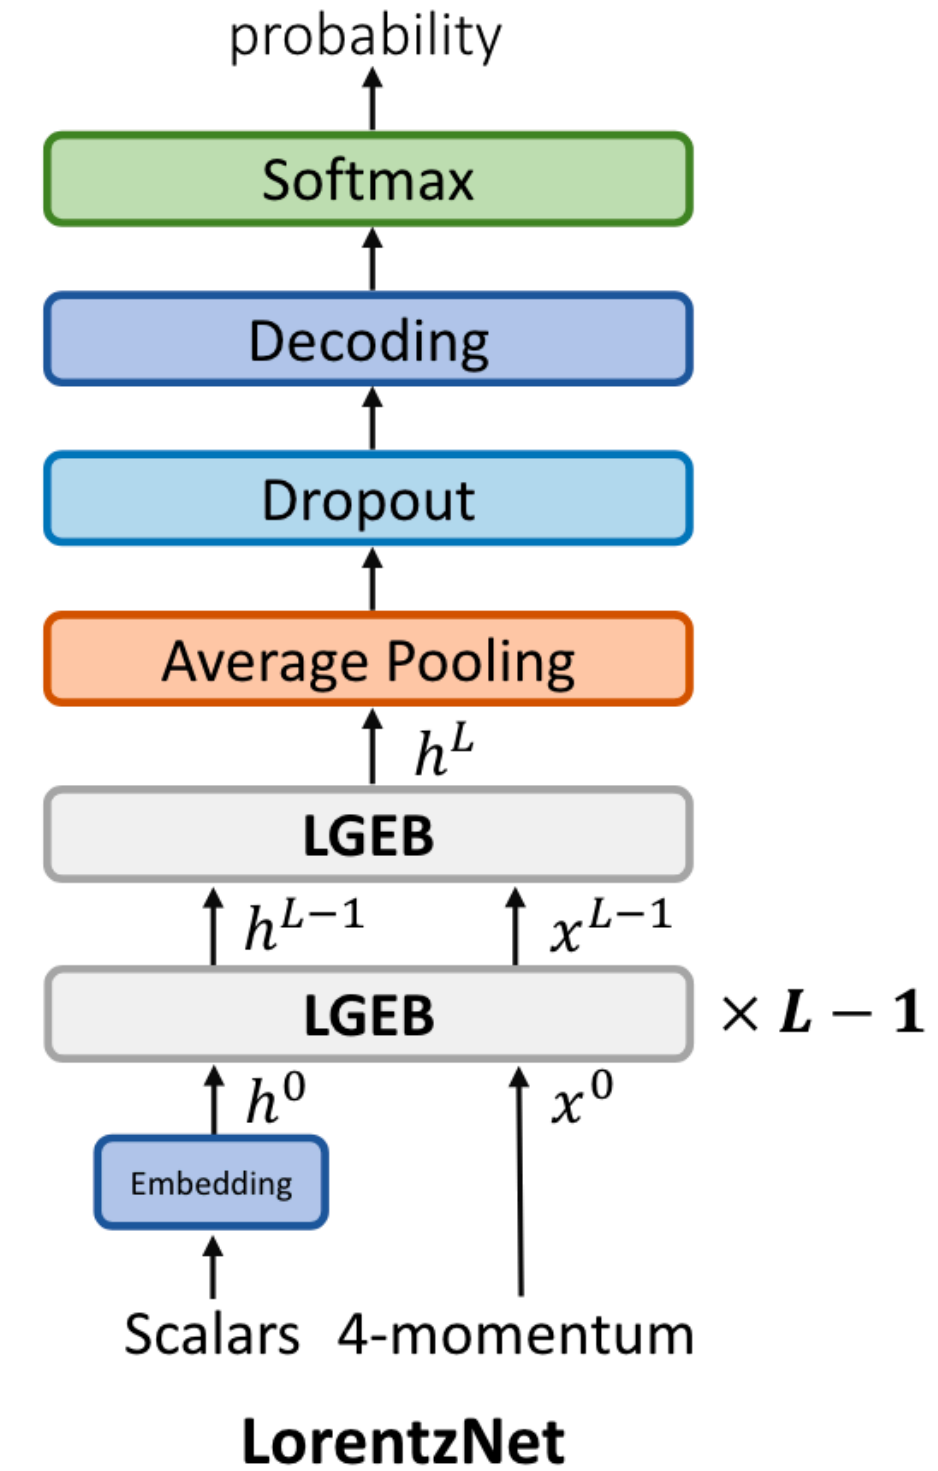 probability
Softmax
Decoding
Dropout
Average Pooling
h^L
LGEB
h^{L−1} x^{L−1}
LGEB × L − 1
h^0 x^0
Embedding
Scalars 4-momentum
LorentzNet